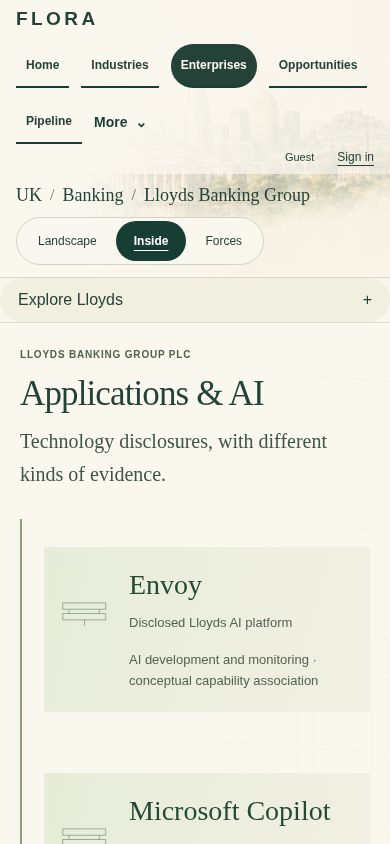 FLORA
Home
Industries
Enterprises
Opportunities
Pipeline
More
Guest
Sign in
UK / Banking / Lloyds Banking Group
Landscape
Inside
Forces
Explore Lloyds +
LLOYDS BANKING GROUP PLC
Applications & AI
Technology disclosures, with different
kinds of evidence.
Envoy
Disclosed Lloyds AI platform
AI development and monitoring ·
conceptual capability association
Microsoft Copilot